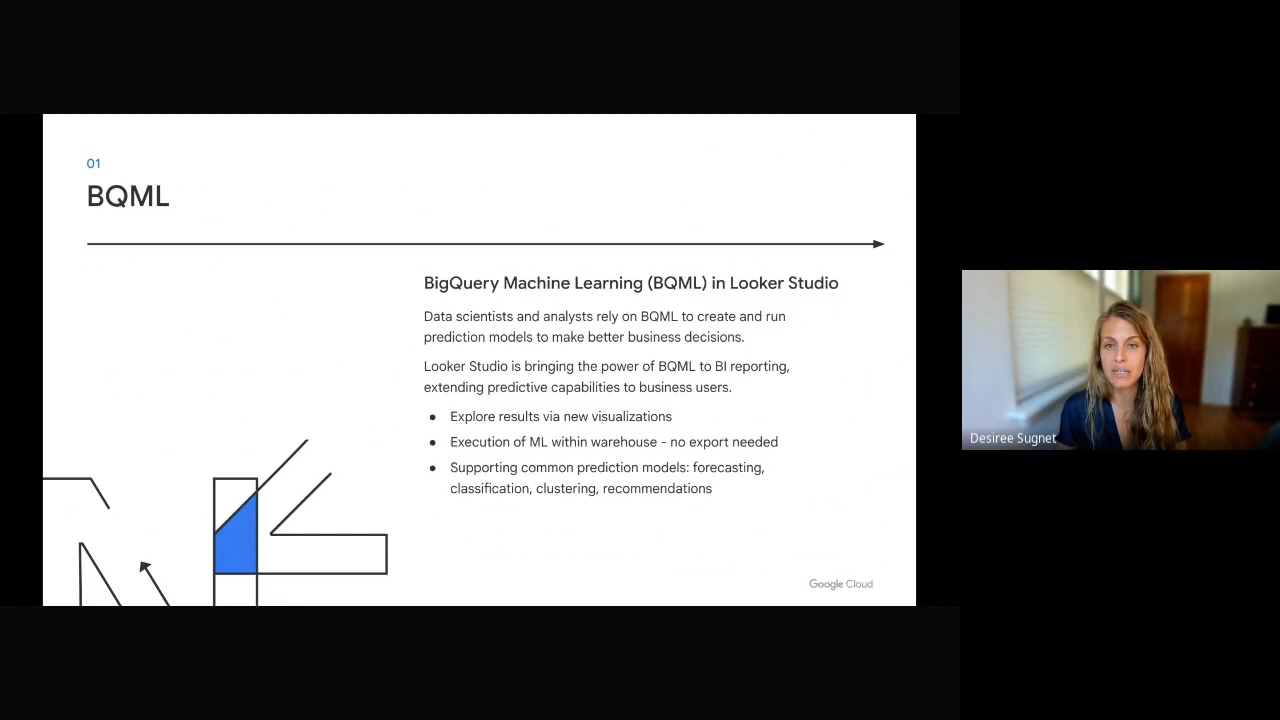 01
BQML
BigQuery Machine Learning (BQML) in Looker Studio
Data scientists and analysts rely on BQML to create and run
prediction models to make better business decisions.
Looker Studio is bringing the power of BQML to BI reporting,
extending predictive capabilities to business users.
● Explore results via new visualizations
● Execution of ML within warehouse - no export needed
● Supporting common prediction models: forecasting,
classification, clustering, recommendations
Google Cloud
Desiree Sugnet